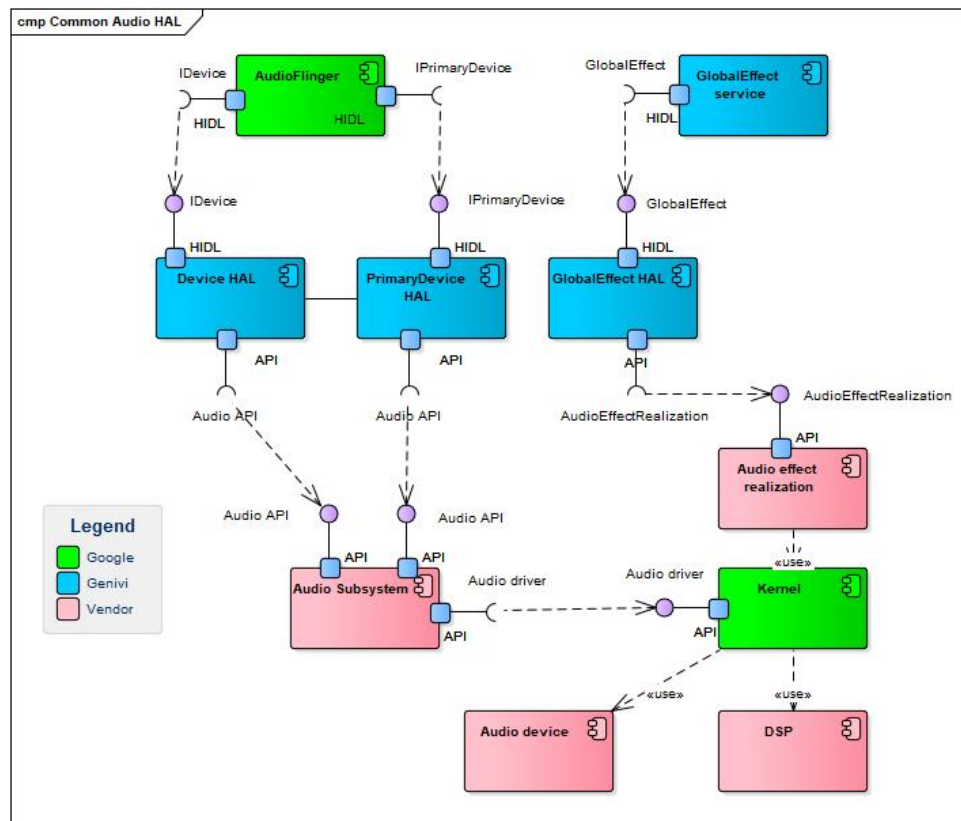 cmp Common Audio HAL
IDevice
AudioFlinger
IPrimaryDevice
GlobalEffect
GlobalEffect
service
HIDL
HIDL
HIDL
IDevice
IPrimaryDevice
GlobalEffect
HIDL
HIDL
HIDL
Device HAL
PrimaryDevice
HAL
GlobalEffect HAL
API
API
API
Audio API
Audio API
AudioEffectRealization
AudioEffectRealization
API
Audio effect
realization
Audio API
Audio API
Legend
Google
Genivi
Vendor
API
API
«use»
Audio Subsystem
Audio driver
Audio driver
Kernel
API
API
«use»
«use»
Audio device
DSP